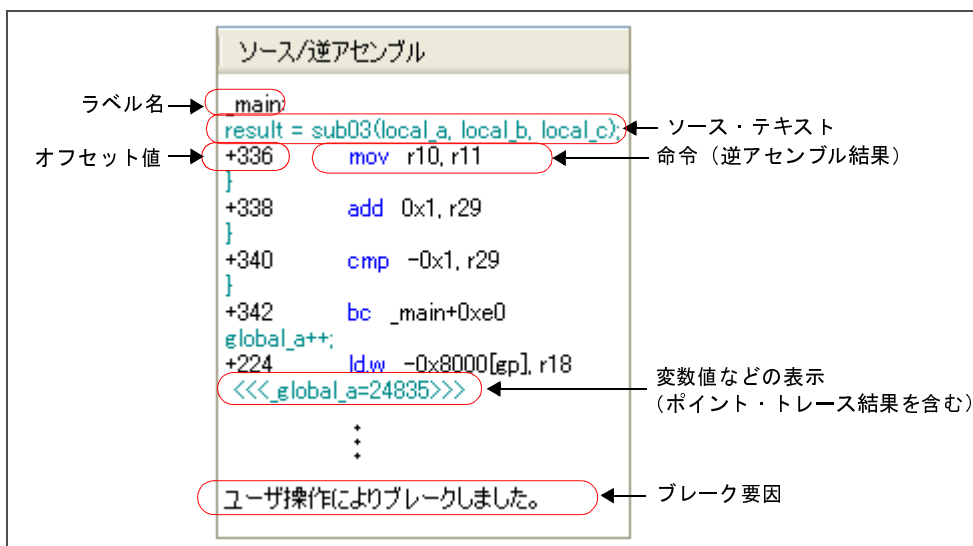 ソース/逆アセンブル
ラベル名
_main:
result = sub03(local_a, local_b, local_c);
ソース・テキスト
オフセット値
+336 mov r10, r11
命令（逆アセンブル結果）
}
+338 add 0x1, r29
}
+340 cmp -0x1, r29
}
+342 bc _main+0xe0
global_a++;
+224 ld.w -0x8000[gp], r18
<<<_global_a=24835>>>
変数値などの表示
（ポイント・トレース結果を含む）
ユーザ操作によりブレークしました。
ブレーク要因